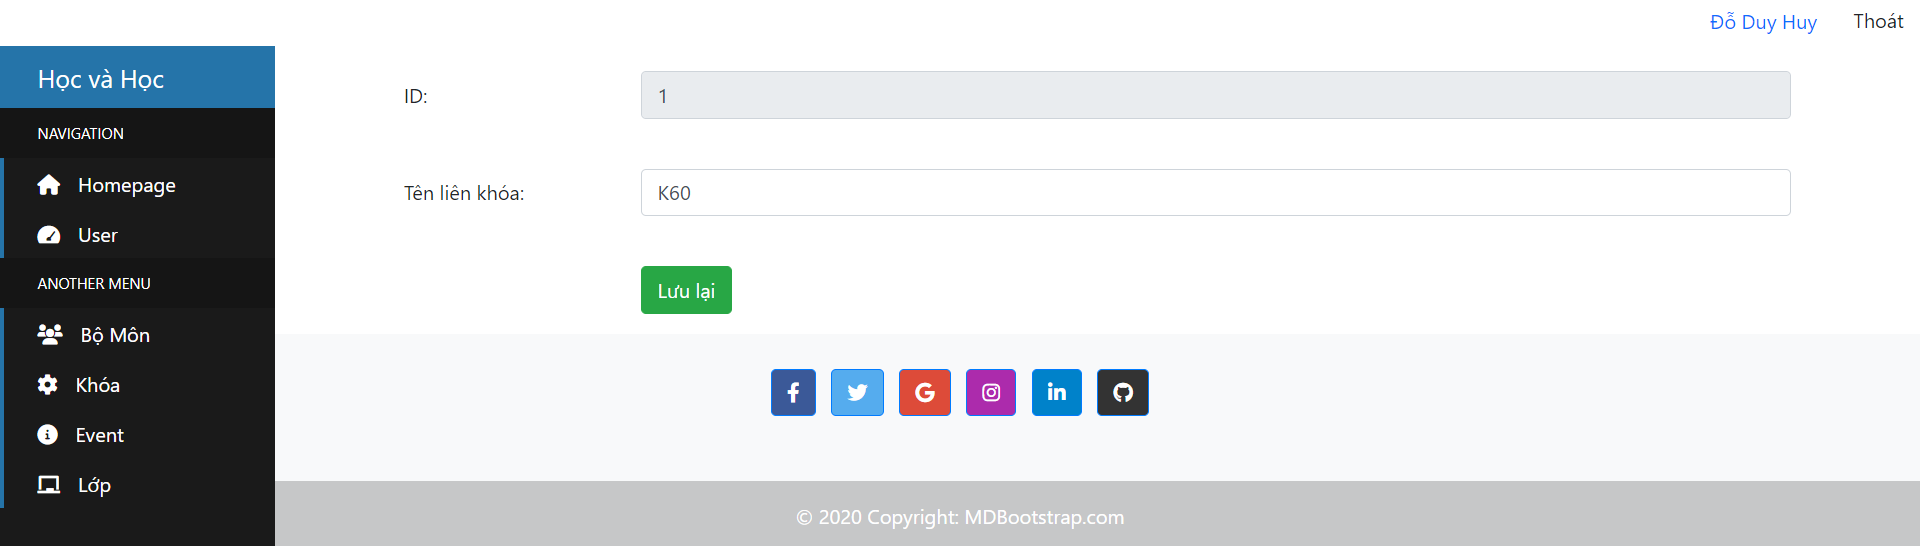 Đỗ Duy Huy Thoát
Học và Học
NAVIGATION
Homepage
User
ANOTHER MENU
Bộ Môn
Khóa
Event
Lớp
ID: 1
Tên liên khóa: K60
Lưu lại
© 2020 Copyright: MDBootstrap.com